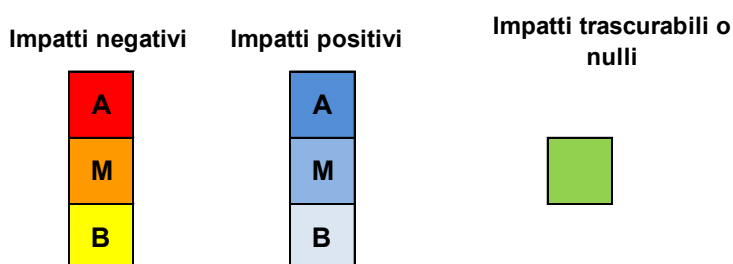 Impatti negativi
Impatti positivi
Impatti trascurabili o
nulli
A
M
B
A
M
B